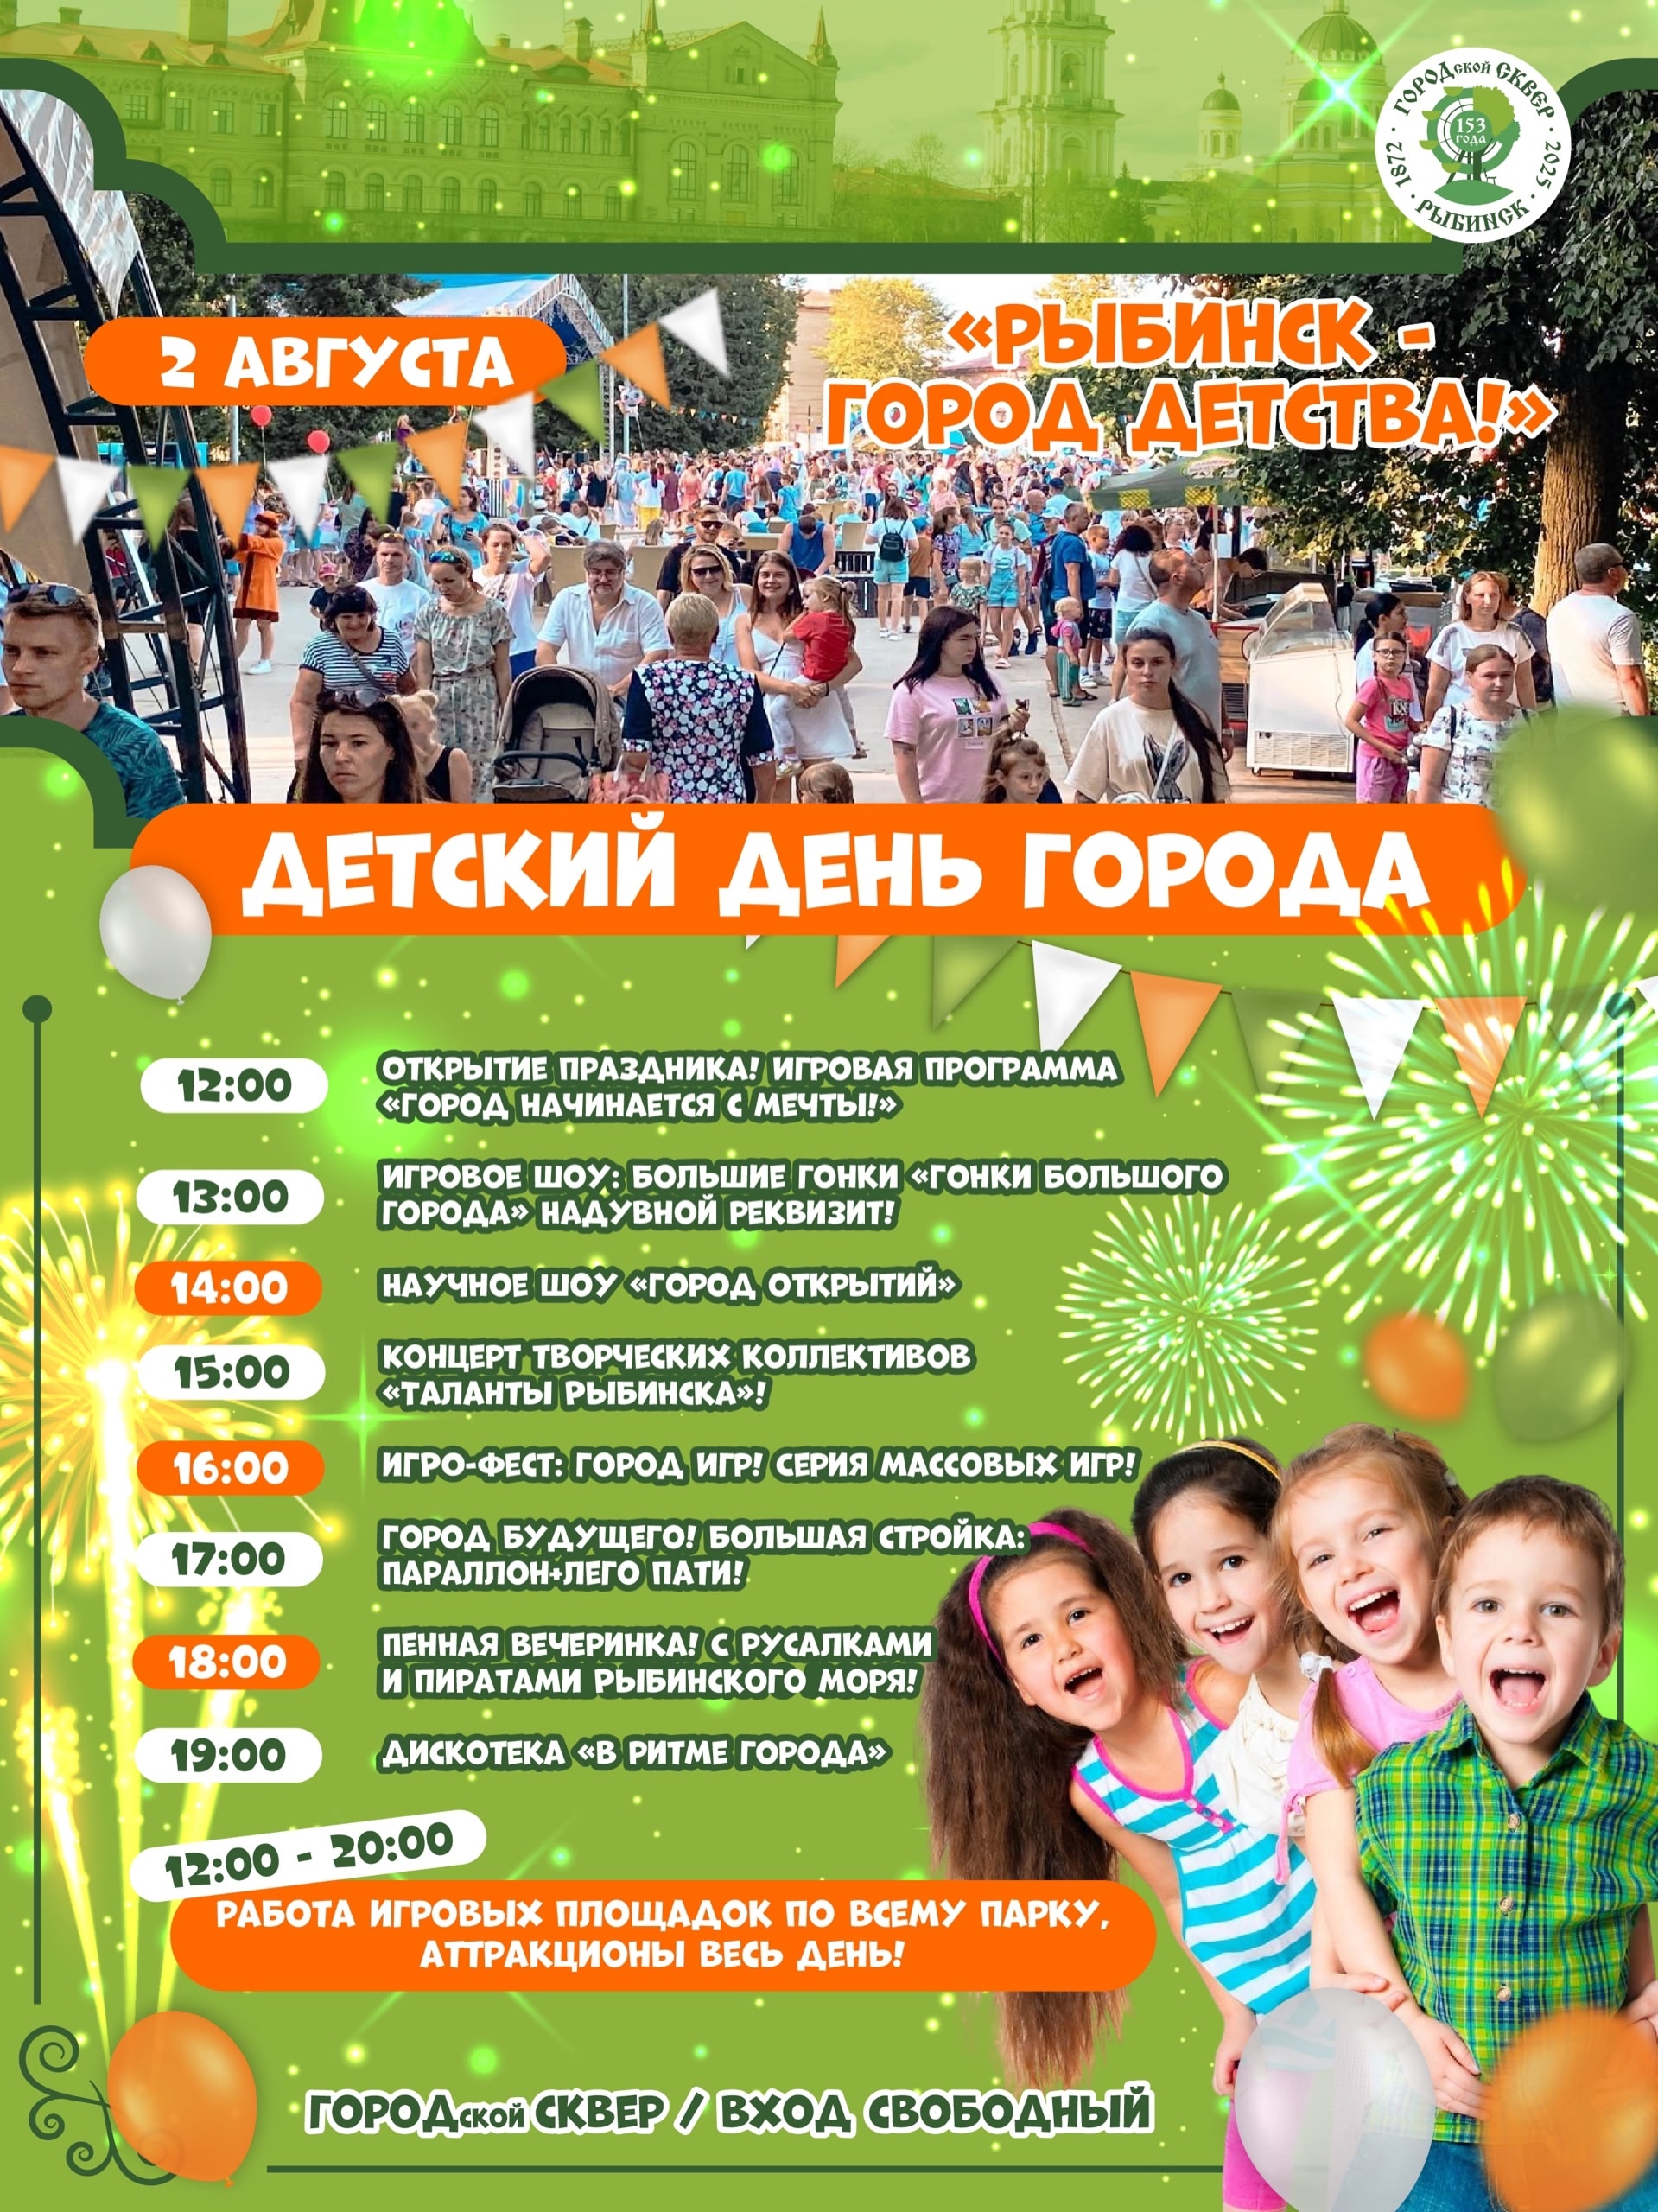 ГОРОДской СКВЕР
153
ГОДА
1872 · РЫБИНСК · 2025
2 АВГУСТА
«РЫБИНСК -
ГОРОД ДЕТСТВА!»
ДЕТСКИЙ ДЕНЬ ГОРОДА
12:00
ОТКРЫТИЕ ПРАЗДНИКА! ИГРОВАЯ ПРОГРАММА
«ГОРОД НАЧИНАЕТСЯ С МЕЧТЫ!»
13:00
ИГРОВОЕ ШОУ: БОЛЬШИЕ ГОНКИ «ГОНКИ БОЛЬШОГО
ГОРОДА» НАДУВНОЙ РЕКВИЗИТ!
14:00
НАУЧНОЕ ШОУ «ГОРОД ОТКРЫТИЙ»
15:00
КОНЦЕРТ ТВОРЧЕСКИХ КОЛЛЕКТИВОВ
«ТАЛАНТЫ РЫБИНСКА»!
16:00
ИГРО-ФЕСТ: ГОРОД ИГР! СЕРИЯ МАССОВЫХ ИГР!
17:00
ГОРОД БУДУЩЕГО! БОЛЬШАЯ СТРОЙКА:
ПАРАЛЛОН+ЛЕГО ПАТИ!
18:00
ПЕННАЯ ВЕЧЕРИНКА! С РУСАЛКАМИ
И ПИРАТАМИ РЫБИНСКОГО МОРЯ!
19:00
ДИСКОТЕКА «В РИТМЕ ГОРОДА»
12:00 - 20:00
РАБОТА ИГРОВЫХ ПЛОЩАДОК ПО ВСЕМУ ПАРКУ,
АТТРАКЦИОНЫ ВЕСЬ ДЕНЬ!
ГОРОДской СКВЕР / ВХОД СВОБОДНЫЙ